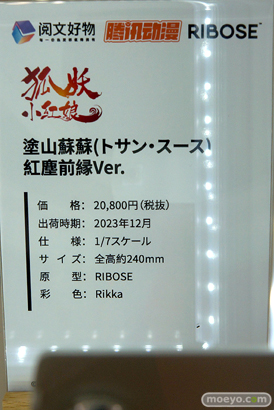 阅文好物
腾讯动漫
RIBOSE
狐妖
小红娘
塗山蘇蘇(トサン・スース)
紅塵前縁Ver.
価　格： 20,800円（税抜）
出荷時期： 2023年12月
仕　様： 1/7スケール
サ イ ズ： 全高約240mm
原　型： RIBOSE
彩　色： Rikka
moeyo.com